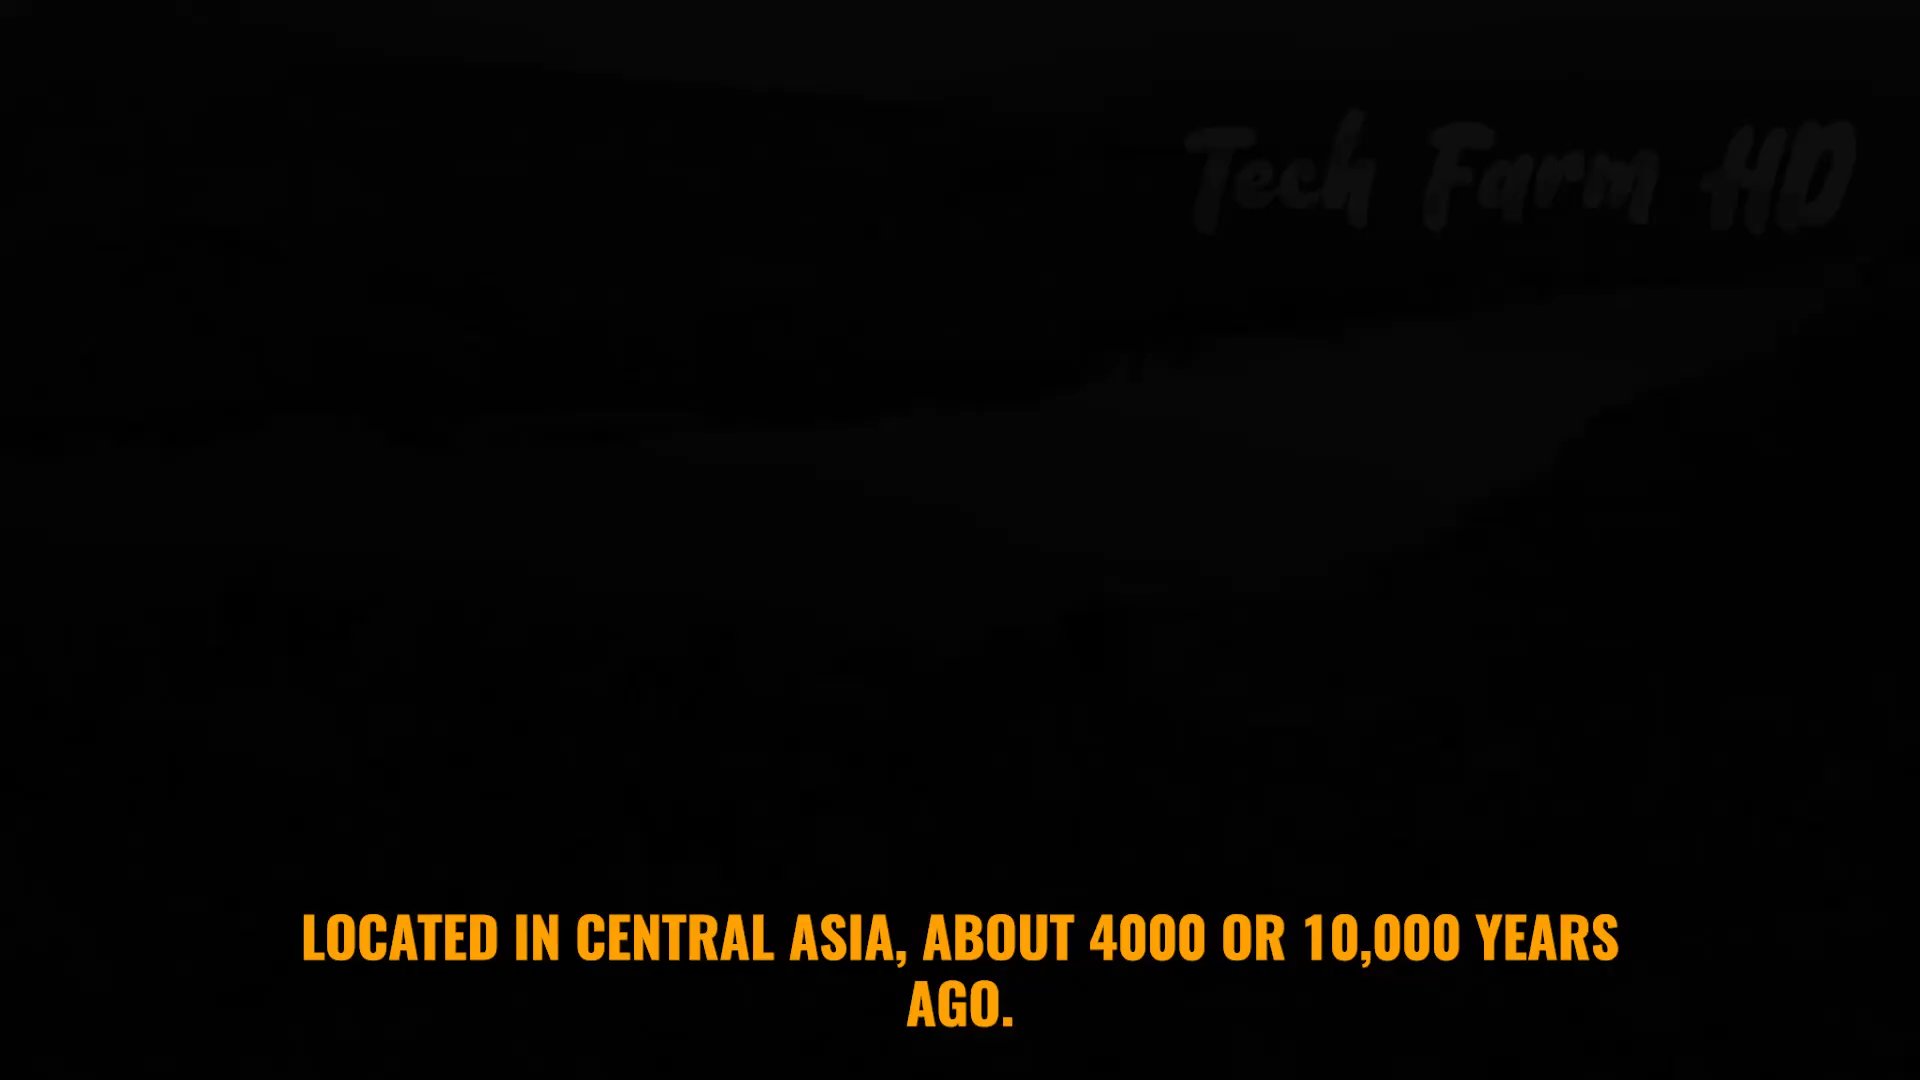 Tech Farm HD
LOCATED IN CENTRAL ASIA, ABOUT 4000 OR 10,000 YEARS
AGO.